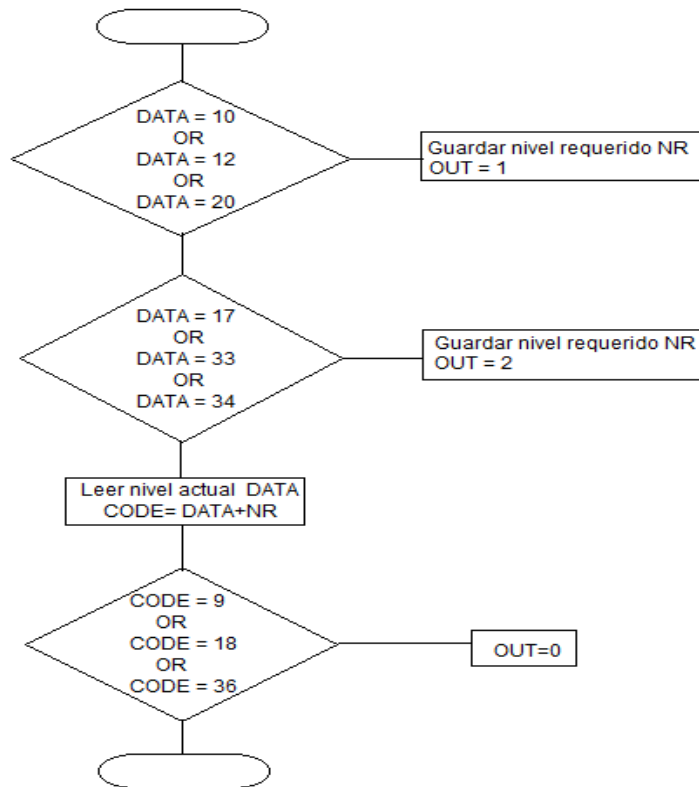 DATA = 10
OR
DATA = 12
OR
DATA = 20
Guardar nivel requerido NR
OUT = 1
DATA = 17
OR
DATA = 33
OR
DATA = 34
Guardar nivel requerido NR
OUT = 2
Leer nivel actual DATA
CODE= DATA+NR
CODE = 9
OR
CODE = 18
OR
CODE = 36
OUT=0